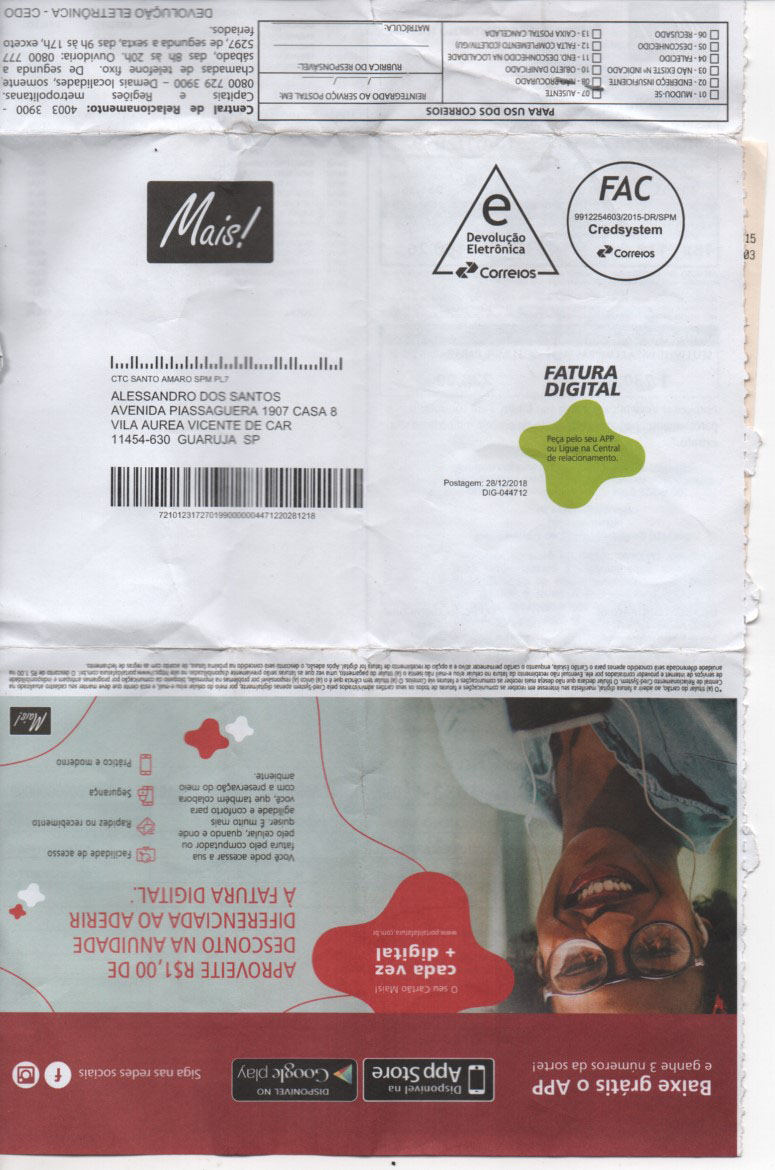 PARA USO DOS CORREIOS
01 - MUDOU-SE
02 - ENDEREÇO INSUFICIENTE
03 - NÃO EXISTE Nº INDICADO
04 - FALECIDO
05 - DESCONHECIDO
06 - RECUSADO
07 - AUSENTE
08 - PROCURADO
10 - OBJETO DANIFICADO
11 - END. DESCONHECIDO NA LOCALIDADE
12 - FALTA COMPLEMENTO (COLETIV/GU)
13 - CAIXA POSTAL CANCELADA
REINTEGRADO AO SERVIÇO POSTAL EM:
RUBRICA DO RESPONSÁVEL:
MATRÍCULA:
Central de Relacionamento: 4003 3900 -
Capitais e Regiões metropolitanas.
0800 729 3900 – Demais localidades, somente
chamadas de telefone fixo. De segunda a
sábado, das 8h às 20h. Ouvidoria: 0800 777
5297, de segunda a sexta, das 9h às 17h, exceto
feriados.
DEVOLUÇÃO ELETRÔNICA - CEDO
Mais!
e
Devolução
Eletrônica
Correios
FAC
9912254603/2015-DR/SPM
Credsystem
Correios
15
03
CTC SANTO AMARO SPM PL7
ALESSANDRO DOS SANTOS
AVENIDA PIASSAGUERA 1907 CASA 8
VILA AUREA VICENTE DE CAR
11454-630 GUARUJA SP
7210123172701990000004471220281218
FATURA
DIGITAL
Peça pelo seu APP
ou Ligue na Central
de relacionamento.
Postagem: 28/12/2018
DIG-044712
Baixe grátis o APP
e ganhe 3 números da sorte!
Disponível na
App Store
DISPONÍVEL NO
Google play
Siga nas redes sociais
O seu Cartão Mais!
cada vez
+ digital
www.portalfatura.com.br
APROVEITE R$1,00 DE
DESCONTO NA ANUIDADE
DIFERENCIADA AO ADERIR
À FATURA DIGITAL*.
Você pode acessar a sua
fatura pelo computador ou
pelo celular, quando e onde
quiser. É muito mais
agilidade e conforto para
você, que também colabora
com a preservação do meio
ambiente.
Facilidade de acesso
Rapidez no recebimento
Segurança
Prático e moderno
Mais!